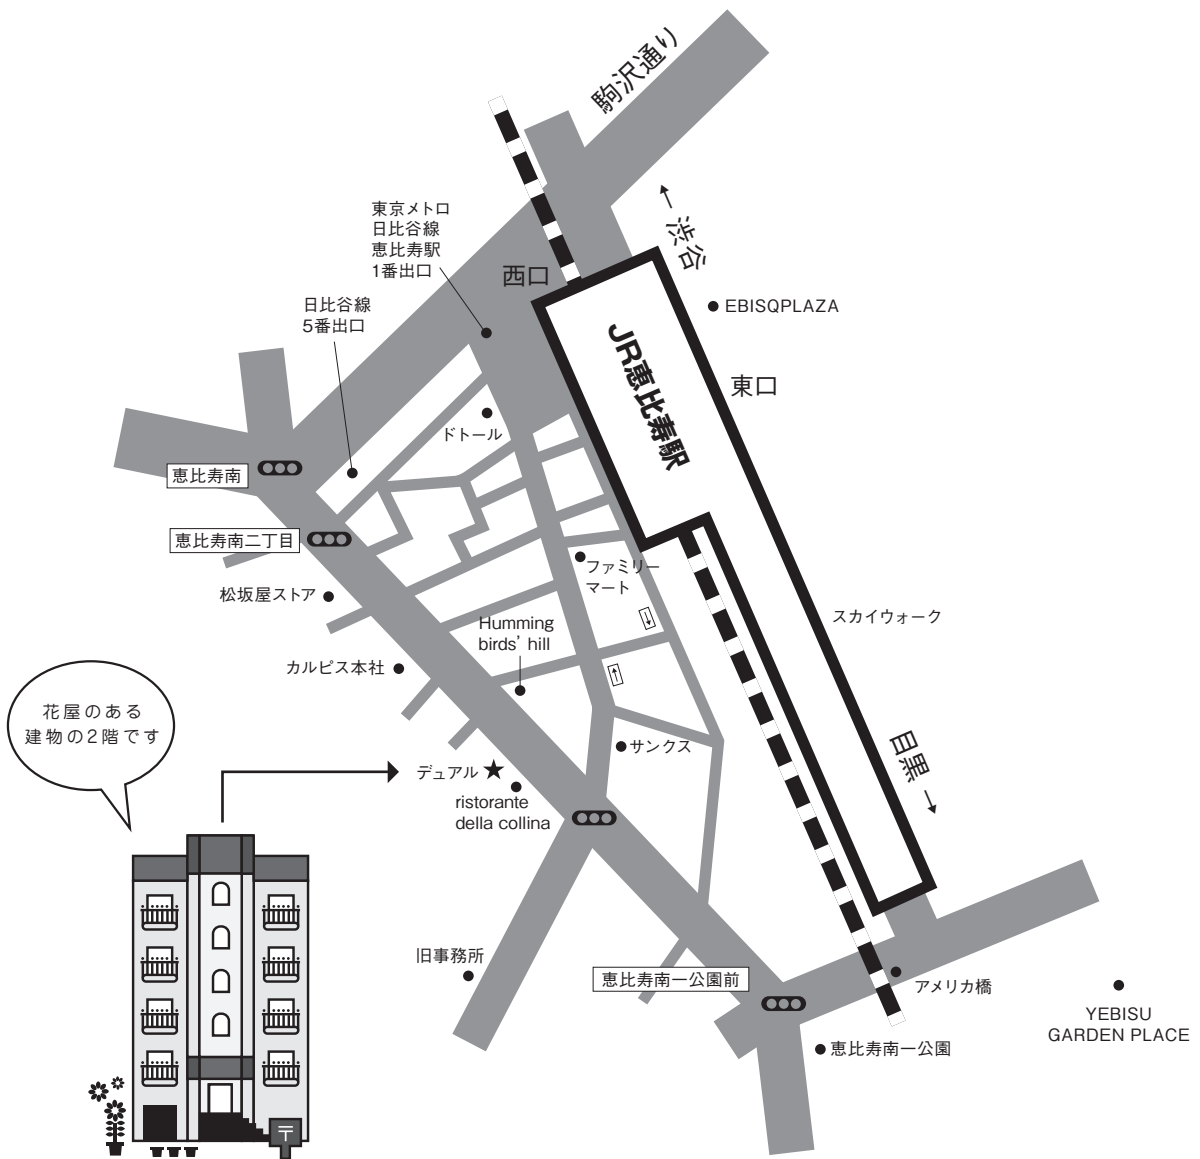 駒沢通り
← 渋谷
東京メトロ
日比谷線
恵比寿駅
1番出口
西口
日比谷線
5番出口
EBISQPLAZA
JR恵比寿駅
東口
ドトール
恵比寿南
恵比寿南二丁目
ファミリー
マート
松坂屋ストア
スカイウォーク
Humming
birds' hill
→
カルピス本社
←
花屋のある
建物の2階です
サンクス
目黒 →
デュアル ★
ristorante
della collina
旧事務所
恵比寿南一公園前
アメリカ橋
YEBISU
GARDEN PLACE
恵比寿南一公園
〒